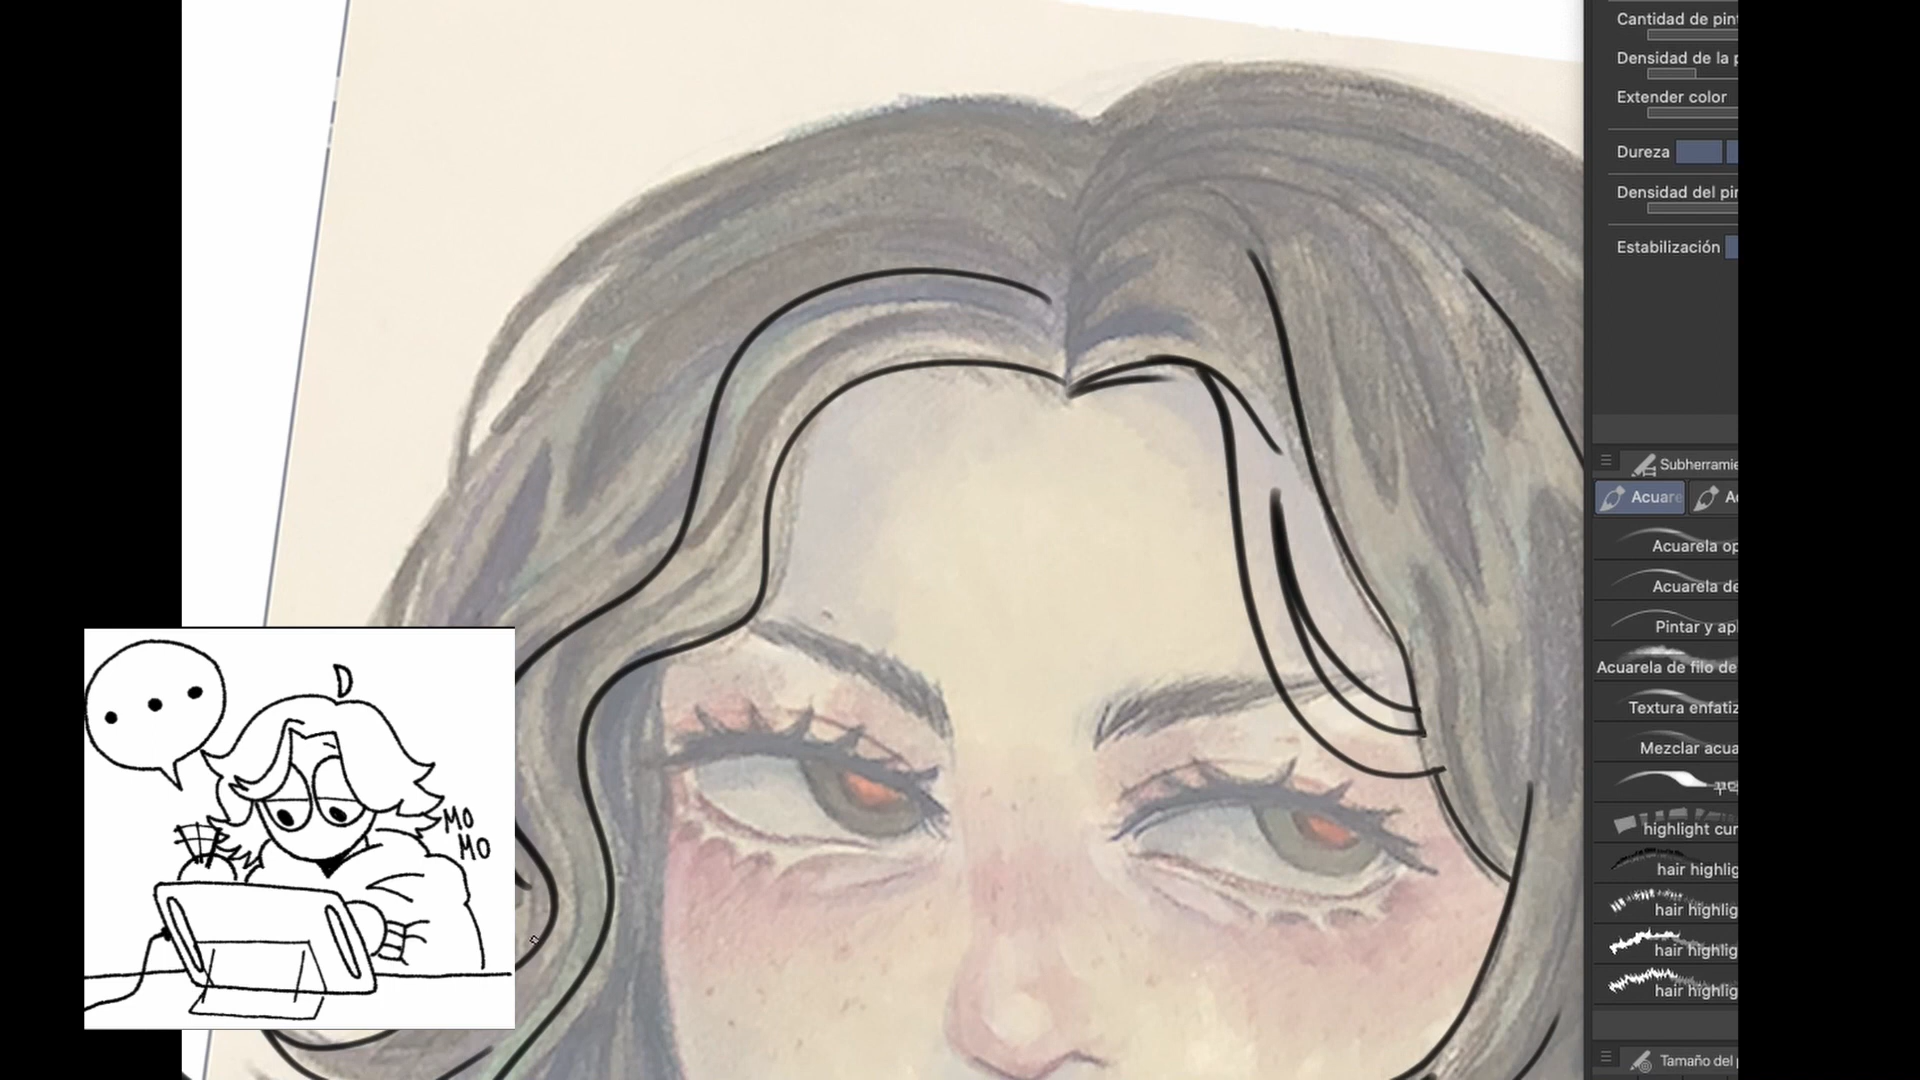 Cantidad de pint
Densidad de la p
Extender color
Dureza
Densidad del pin
Estabilización
Subherramie
Acuare
Acuarela op
Acuarela de
Pintar y apl
Acuarela de filo de
Textura enfatiz
Mezclar acua
highlight cur
hair highlig
hair highlig
hair highlig
hair highlig
Tamaño del p
MO
MO